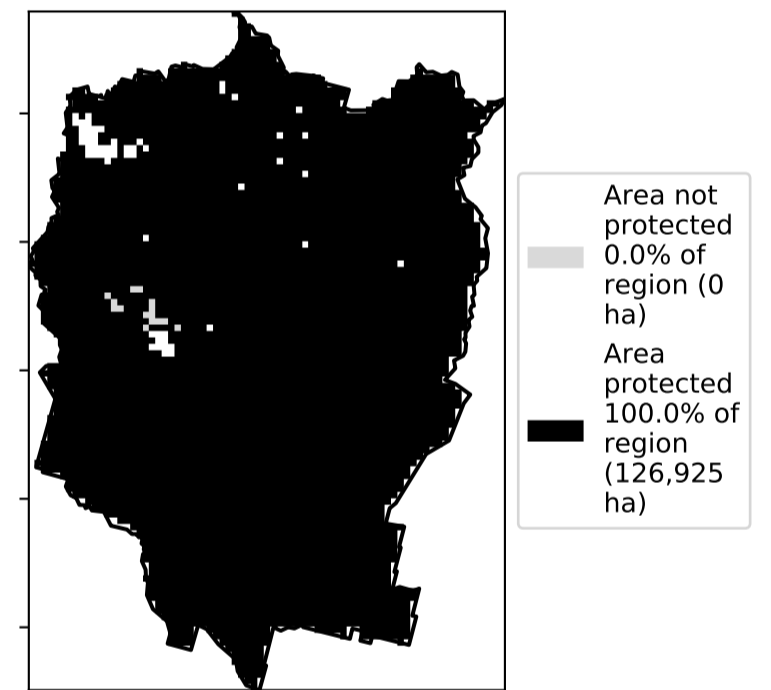 Area not
protected
0.0% of
region (0
ha)
Area
protected
100.0% of
region
(126,925
ha)